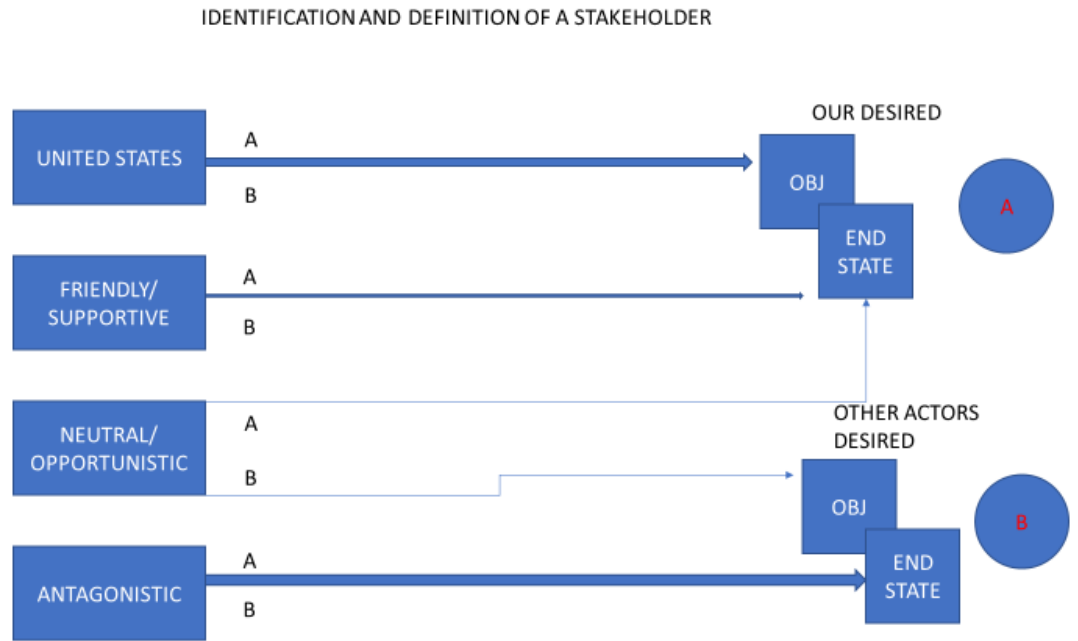 IDENTIFICATION AND DEFINITION OF A STAKEHOLDER
OUR DESIRED
UNITED STATES
A
B
OBJ
END
STATE
A
FRIENDLY/
SUPPORTIVE
A
B
NEUTRAL/
OPPORTUNISTIC
A
B
OTHER ACTORS
DESIRED
OBJ
END
STATE
B
ANTAGONISTIC
A
B